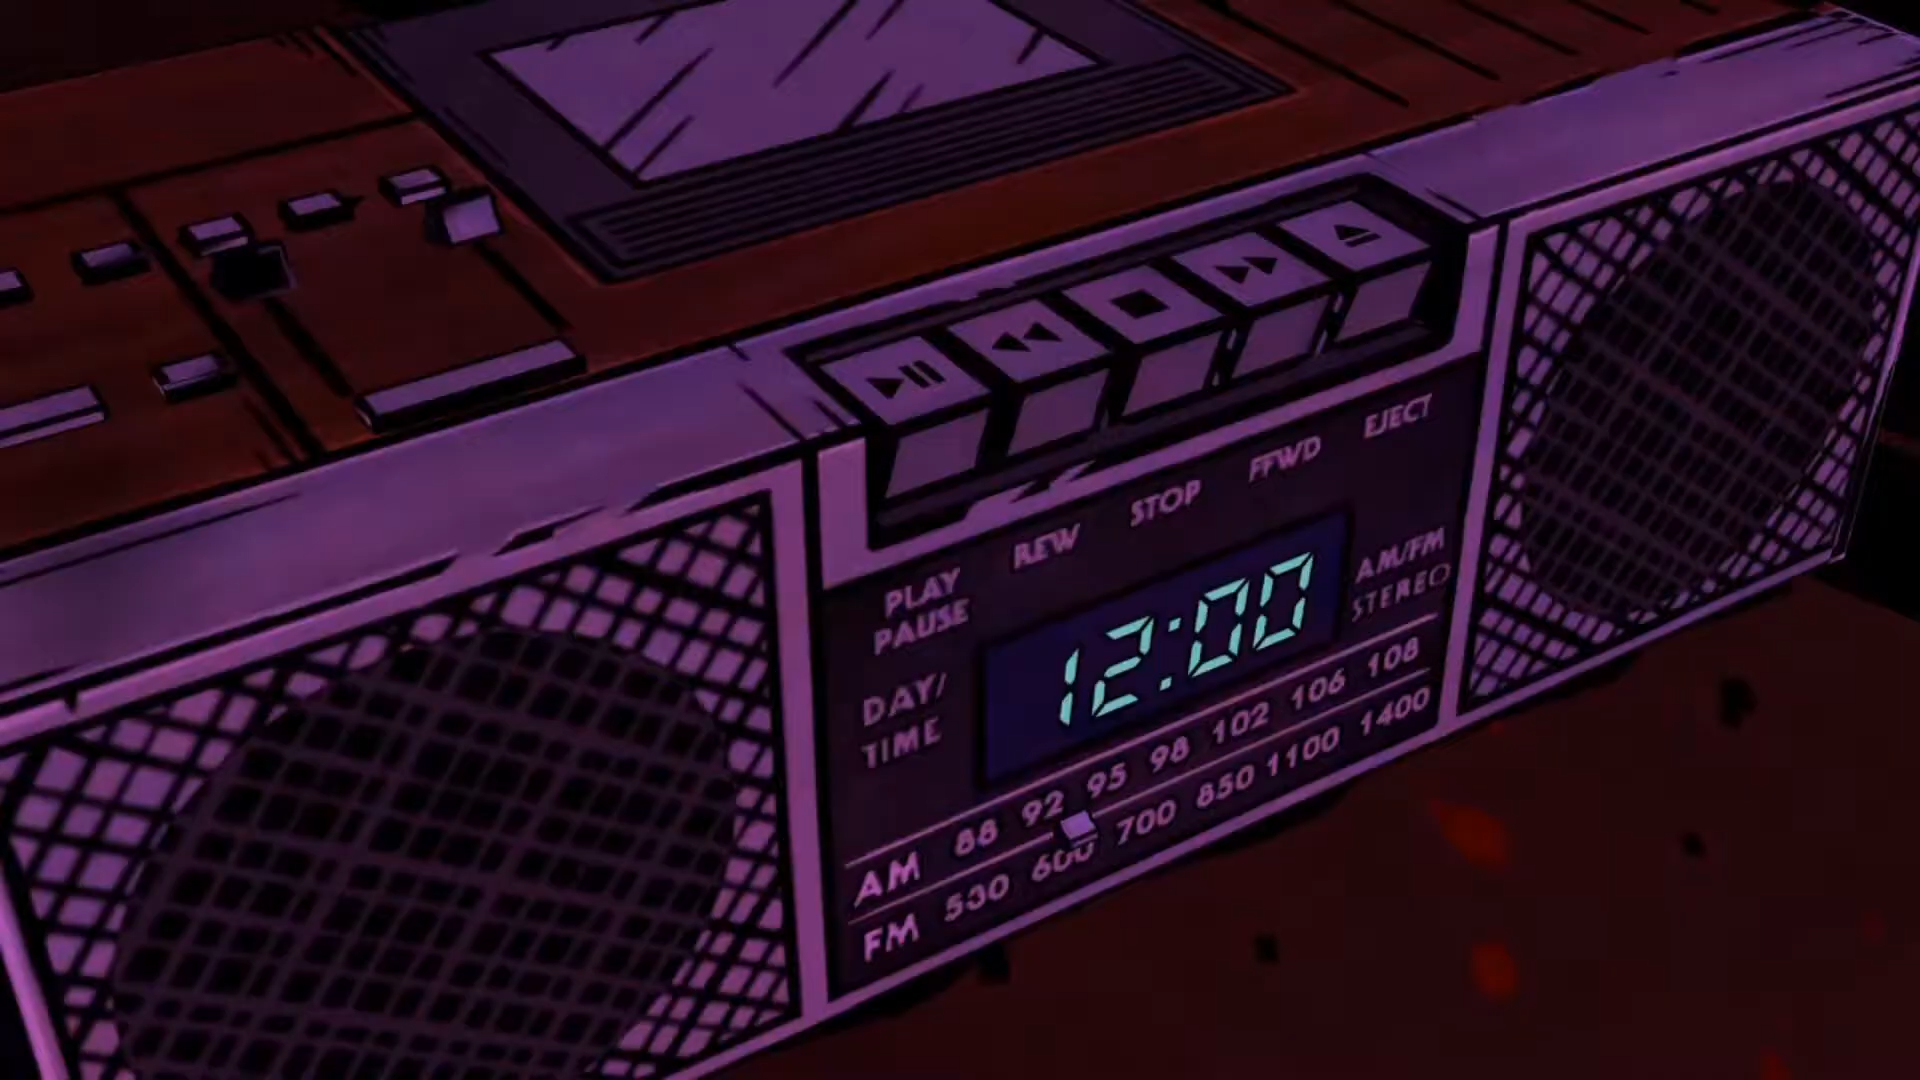 EJECT
FFWD
STOP
REW
PLAY
PAUSE
AM/FM
STEREO
DAY/
TIME
12:00
AM 88 92 95 98 102 106 108
FM 530 600 700 850 1100 1400